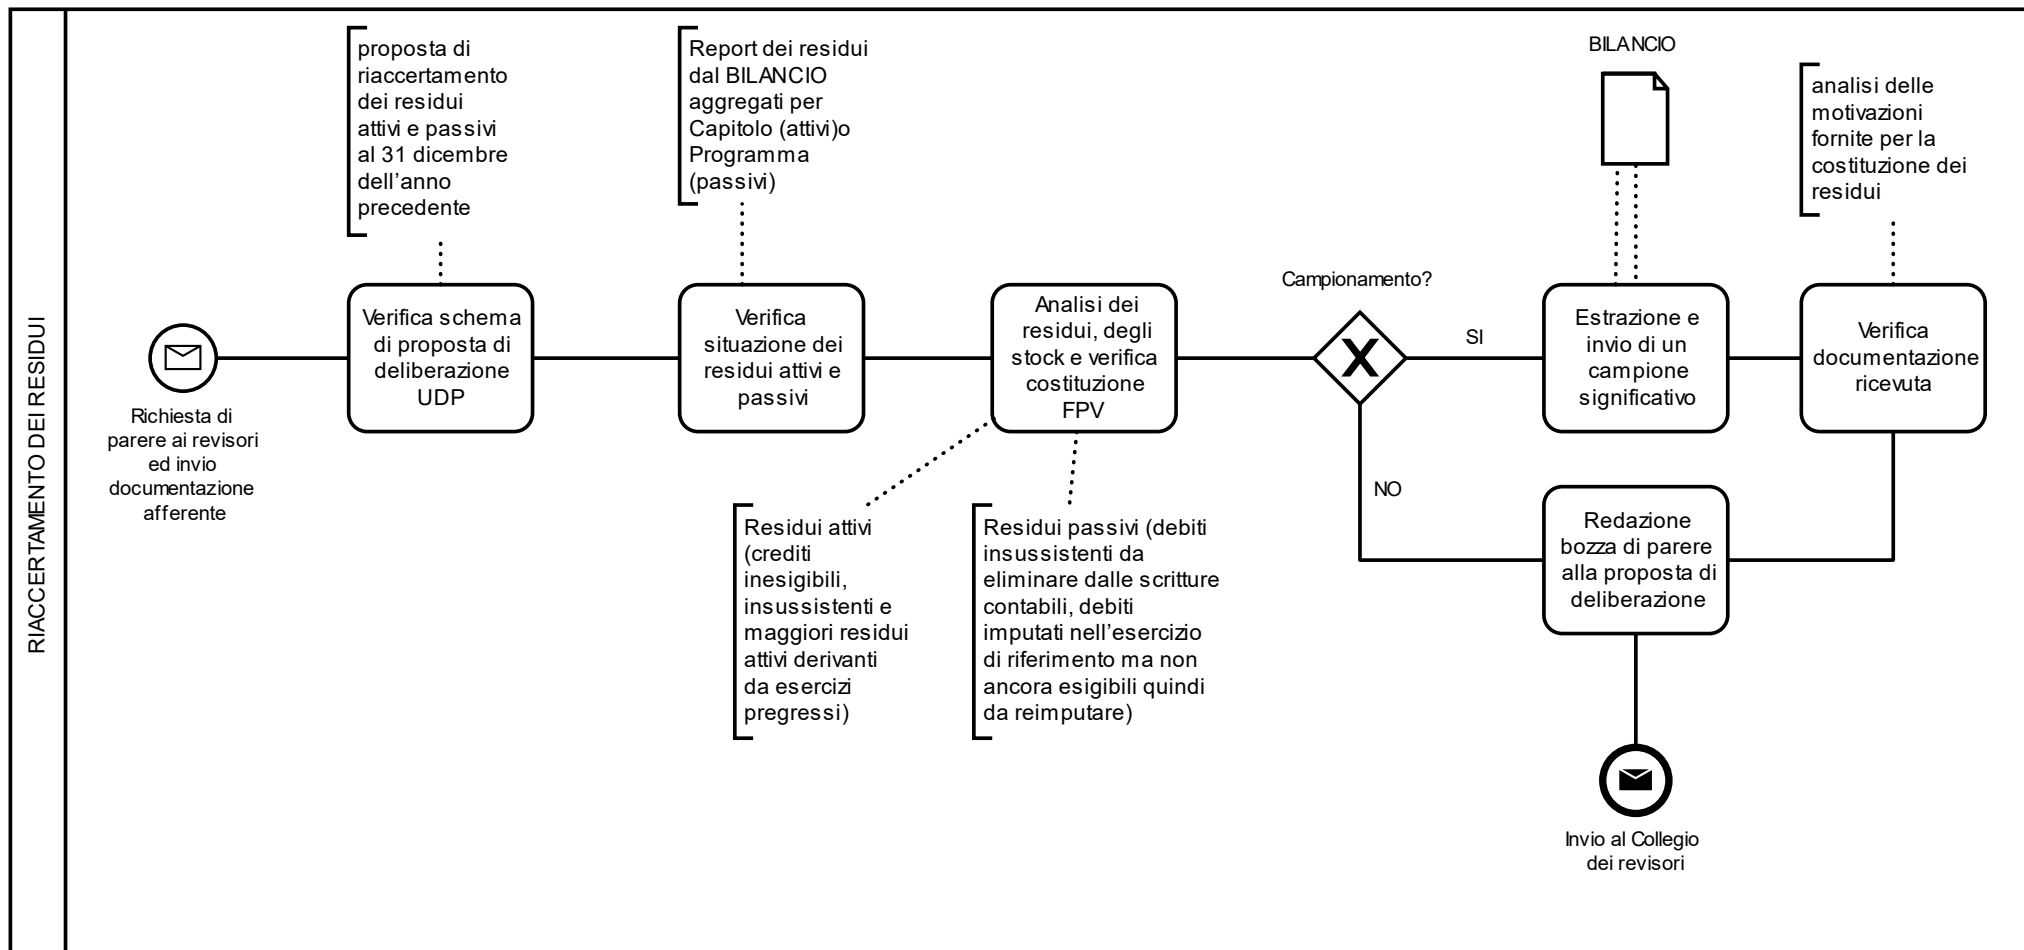 RIACCERTAMENTO DEI RESIDUI
Richiesta di
parere ai revisori
ed invio
documentazione
afferente
proposta di
riaccertamento
dei residui
attivi e passivi
al 31 dicembre
dell'anno
precedente
Verifica schema
di proposta di
deliberazione
UDP
Report dei residui
dal BILANCIO
aggregati per
Capitolo (attivi)o
Programma
(passivi)
Verifica
situazione dei
residui attivi e
passivi
Analisi dei
residui, degli
stock e verifica
costituzione
FPV
Residui attivi
(crediti
inesigibili,
insussistenti e
maggiori residui
attivi derivanti
da esercizi
pregressi)
Residui passivi (debiti
insussistenti da
eliminare dalle scritture
contabili, debiti
imputati nell'esercizio
di riferimento ma non
ancora esigibili quindi
da reimputare)
Campionamento?
SI
NO
BILANCIO
Estrazione e
invio di un
campione
significativo
analisi delle
motivazioni
fornite per la
costituzione dei
residui
Verifica
documentazione
ricevuta
Redazione
bozza di parere
alla proposta di
deliberazione
Invio al Collegio
dei revisori